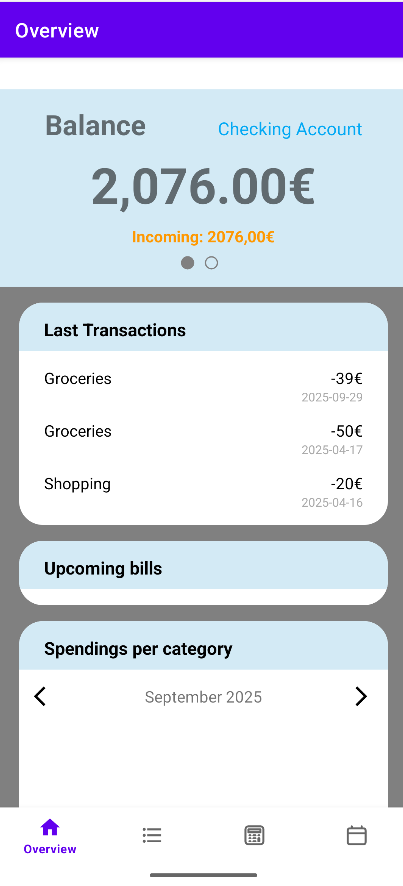 Overview
Balance
Checking Account
2,076.00€
Incoming: 2076,00€
Last Transactions
Groceries
-39€
2025-09-29
Groceries
-50€
2025-04-17
Shopping
-20€
2025-04-16
Upcoming bills
Spendings per category
September 2025
Overview